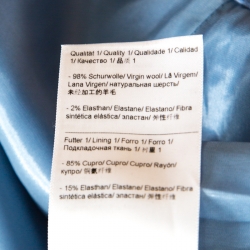 Qualität 1/ Quality 1/ Qualidade 1/ Calidad
1/ Качество 1/ 品质 1
- 98% Schurwolle/ Virgin wool/ Lã Virgem/
Lana Virgen/ натуральная шерсть/
未经加工的羊毛
- 2% Elasthan/ Elastane/ Elastano/ Fibra
sintética elástica/ эластан/ 弹性纤维
Futter 1/ Lining 1/ Forro 1/ Forro 1/
Подкладочная ткань 1/ 衬里 1
- 85% Cupro/ Cupro/ Cupro/ Rayón/
купро/ 铜氨纤维
- 15% Elasthan/ Elastane/ Elastano/ Fibra
sintética elástica/ эластан/ 弹性纤维